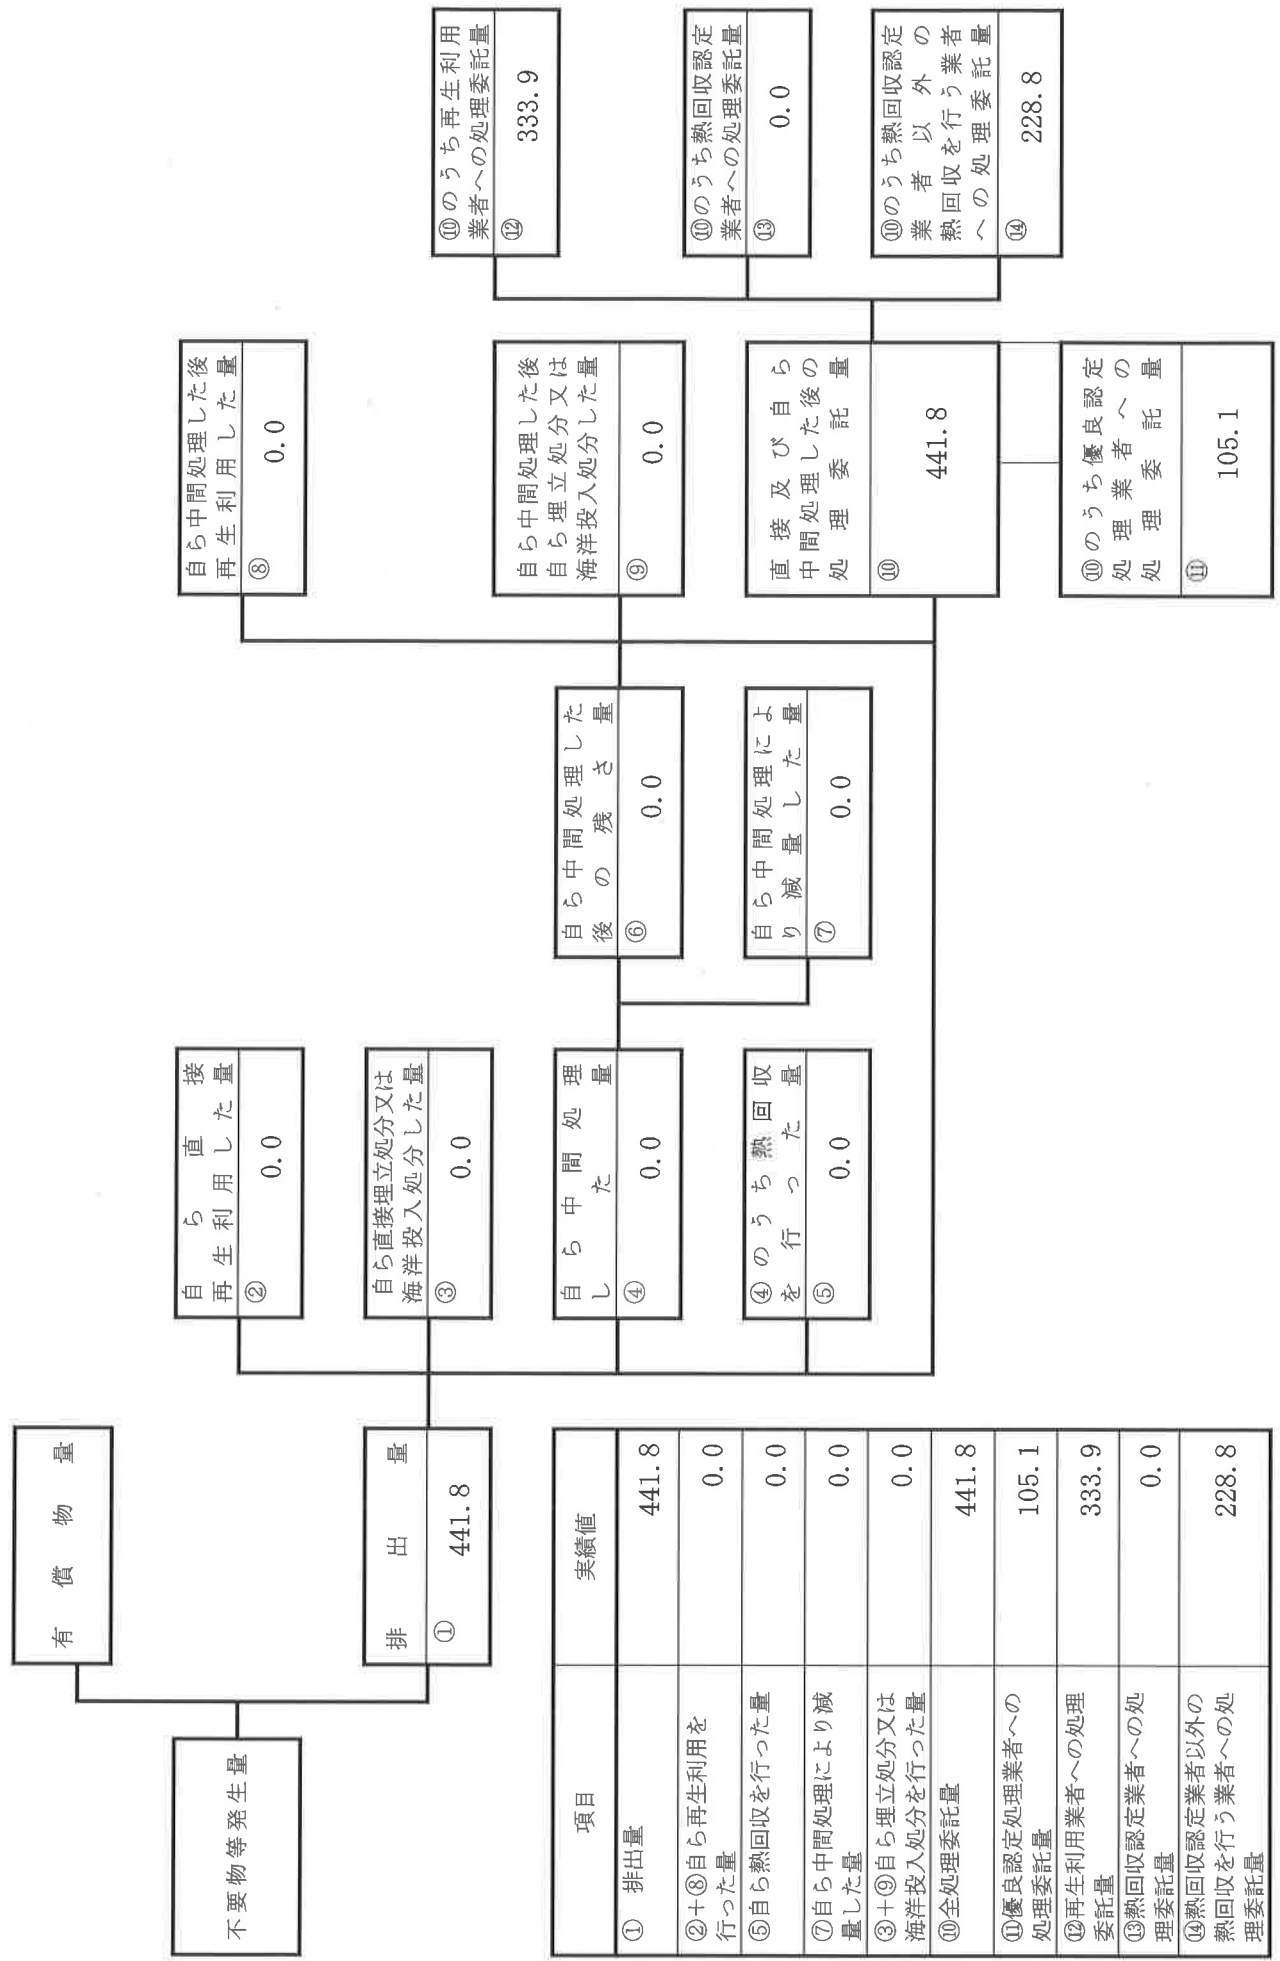 有償物量
不要物等発生量
排出量
① 441.8
自ら直接
再生利用した量
② 0.0
自ら直接埋立処分又は
海洋投入処分した量
③ 0.0
自ら中間処理
した量
④ 0.0
④のうち熱回収
を行った量
⑤ 0.0
自ら中間処理した
後の残さ量
⑥ 0.0
自ら中間処理によ
り減量した量
⑦ 0.0
自ら中間処理した後
再生利用した量
⑧ 0.0
自ら中間処理した後
自ら埋立処分又は
海洋投入処分した量
⑨ 0.0
直接及び自ら
中間処理した後の
処理委託量
⑩ 441.8
⑩のうち優良認定
処理業者への
処理委託量
⑪ 105.1
⑩のうち再生利用
業者への処理委託量
⑫ 333.9
⑩のうち熱回収認定
業者への処理委託量
⑬ 0.0
⑩のうち熱回収認定
業者以外の
熱回収を行う業者
への処理委託量
⑭ 228.8
項目 実績値
① 排出量 441.8
②+⑧自ら再生利用を
行った量 0.0
⑤自ら熱回収を行った量 0.0
⑦自ら中間処理により減
量した量 0.0
③+⑨自ら埋立処分又は
海洋投入処分を行った量 0.0
⑩全処理委託量 441.8
⑪優良認定処理業者への
処理委託量 105.1
⑫再生利用業者への処理
委託量 333.9
⑬熱回収認定業者への処
理委託量 0.0
⑭熱回収認定業者以外の
熱回収を行う業者への処
理委託量 228.8